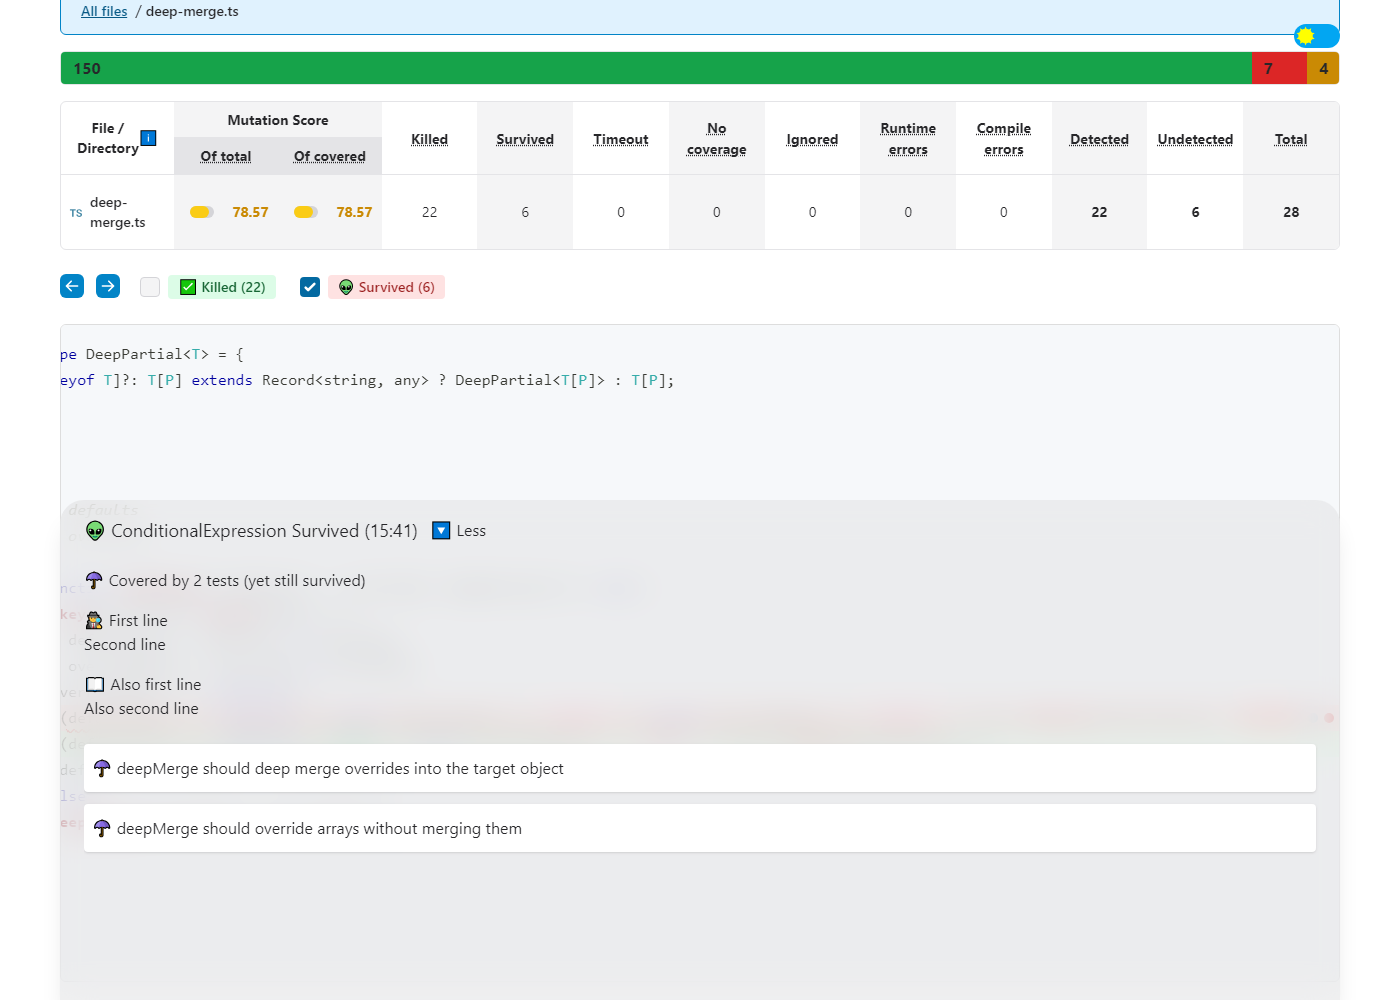 All files / deep-merge.ts
150 7 4
File / Directory Mutation Score Killed Survived Timeout No coverage Ignored Runtime errors Compile errors Detected Undetected Total
Of total Of covered
TS deep-merge.ts 78.57 78.57 22 6 0 0 0 0 0 22 6 28
Killed (22) Survived (6)
pe DeepPartial<T> = {
eyof T]?: T[P] extends Record<string, any> ? DeepPartial<T[P]> : T[P];
defaults
ConditionalExpression Survived (15:41) Less
Covered by 2 tests (yet still survived)
First line
Second line
Also first line
Also second line
deepMerge should deep merge overrides into the target object
deepMerge should override arrays without merging them